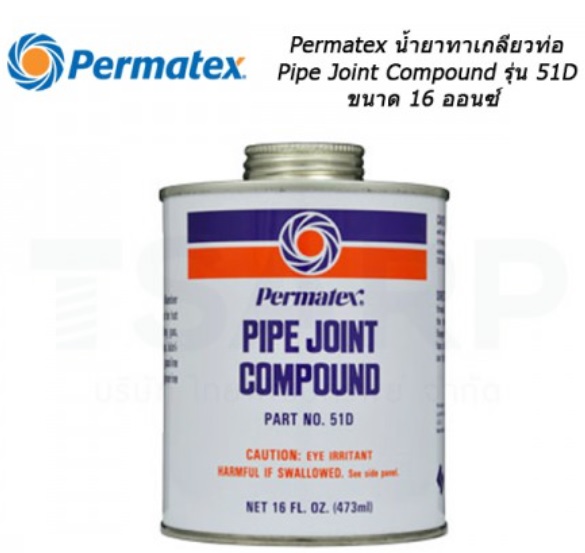 Permatex
Permatex น้ำยาทาเกลียวท่อ
Pipe Joint Compound รุ่น 51D
ขนาด 16 ออนซ์
Permatex
PIPE JOINT
COMPOUND
PART NO. 51D
CAUTION: EYE IRRITANT
HARMFUL IF SWALLOWED. See side panel.
NET 16 FL. OZ. (473ml)